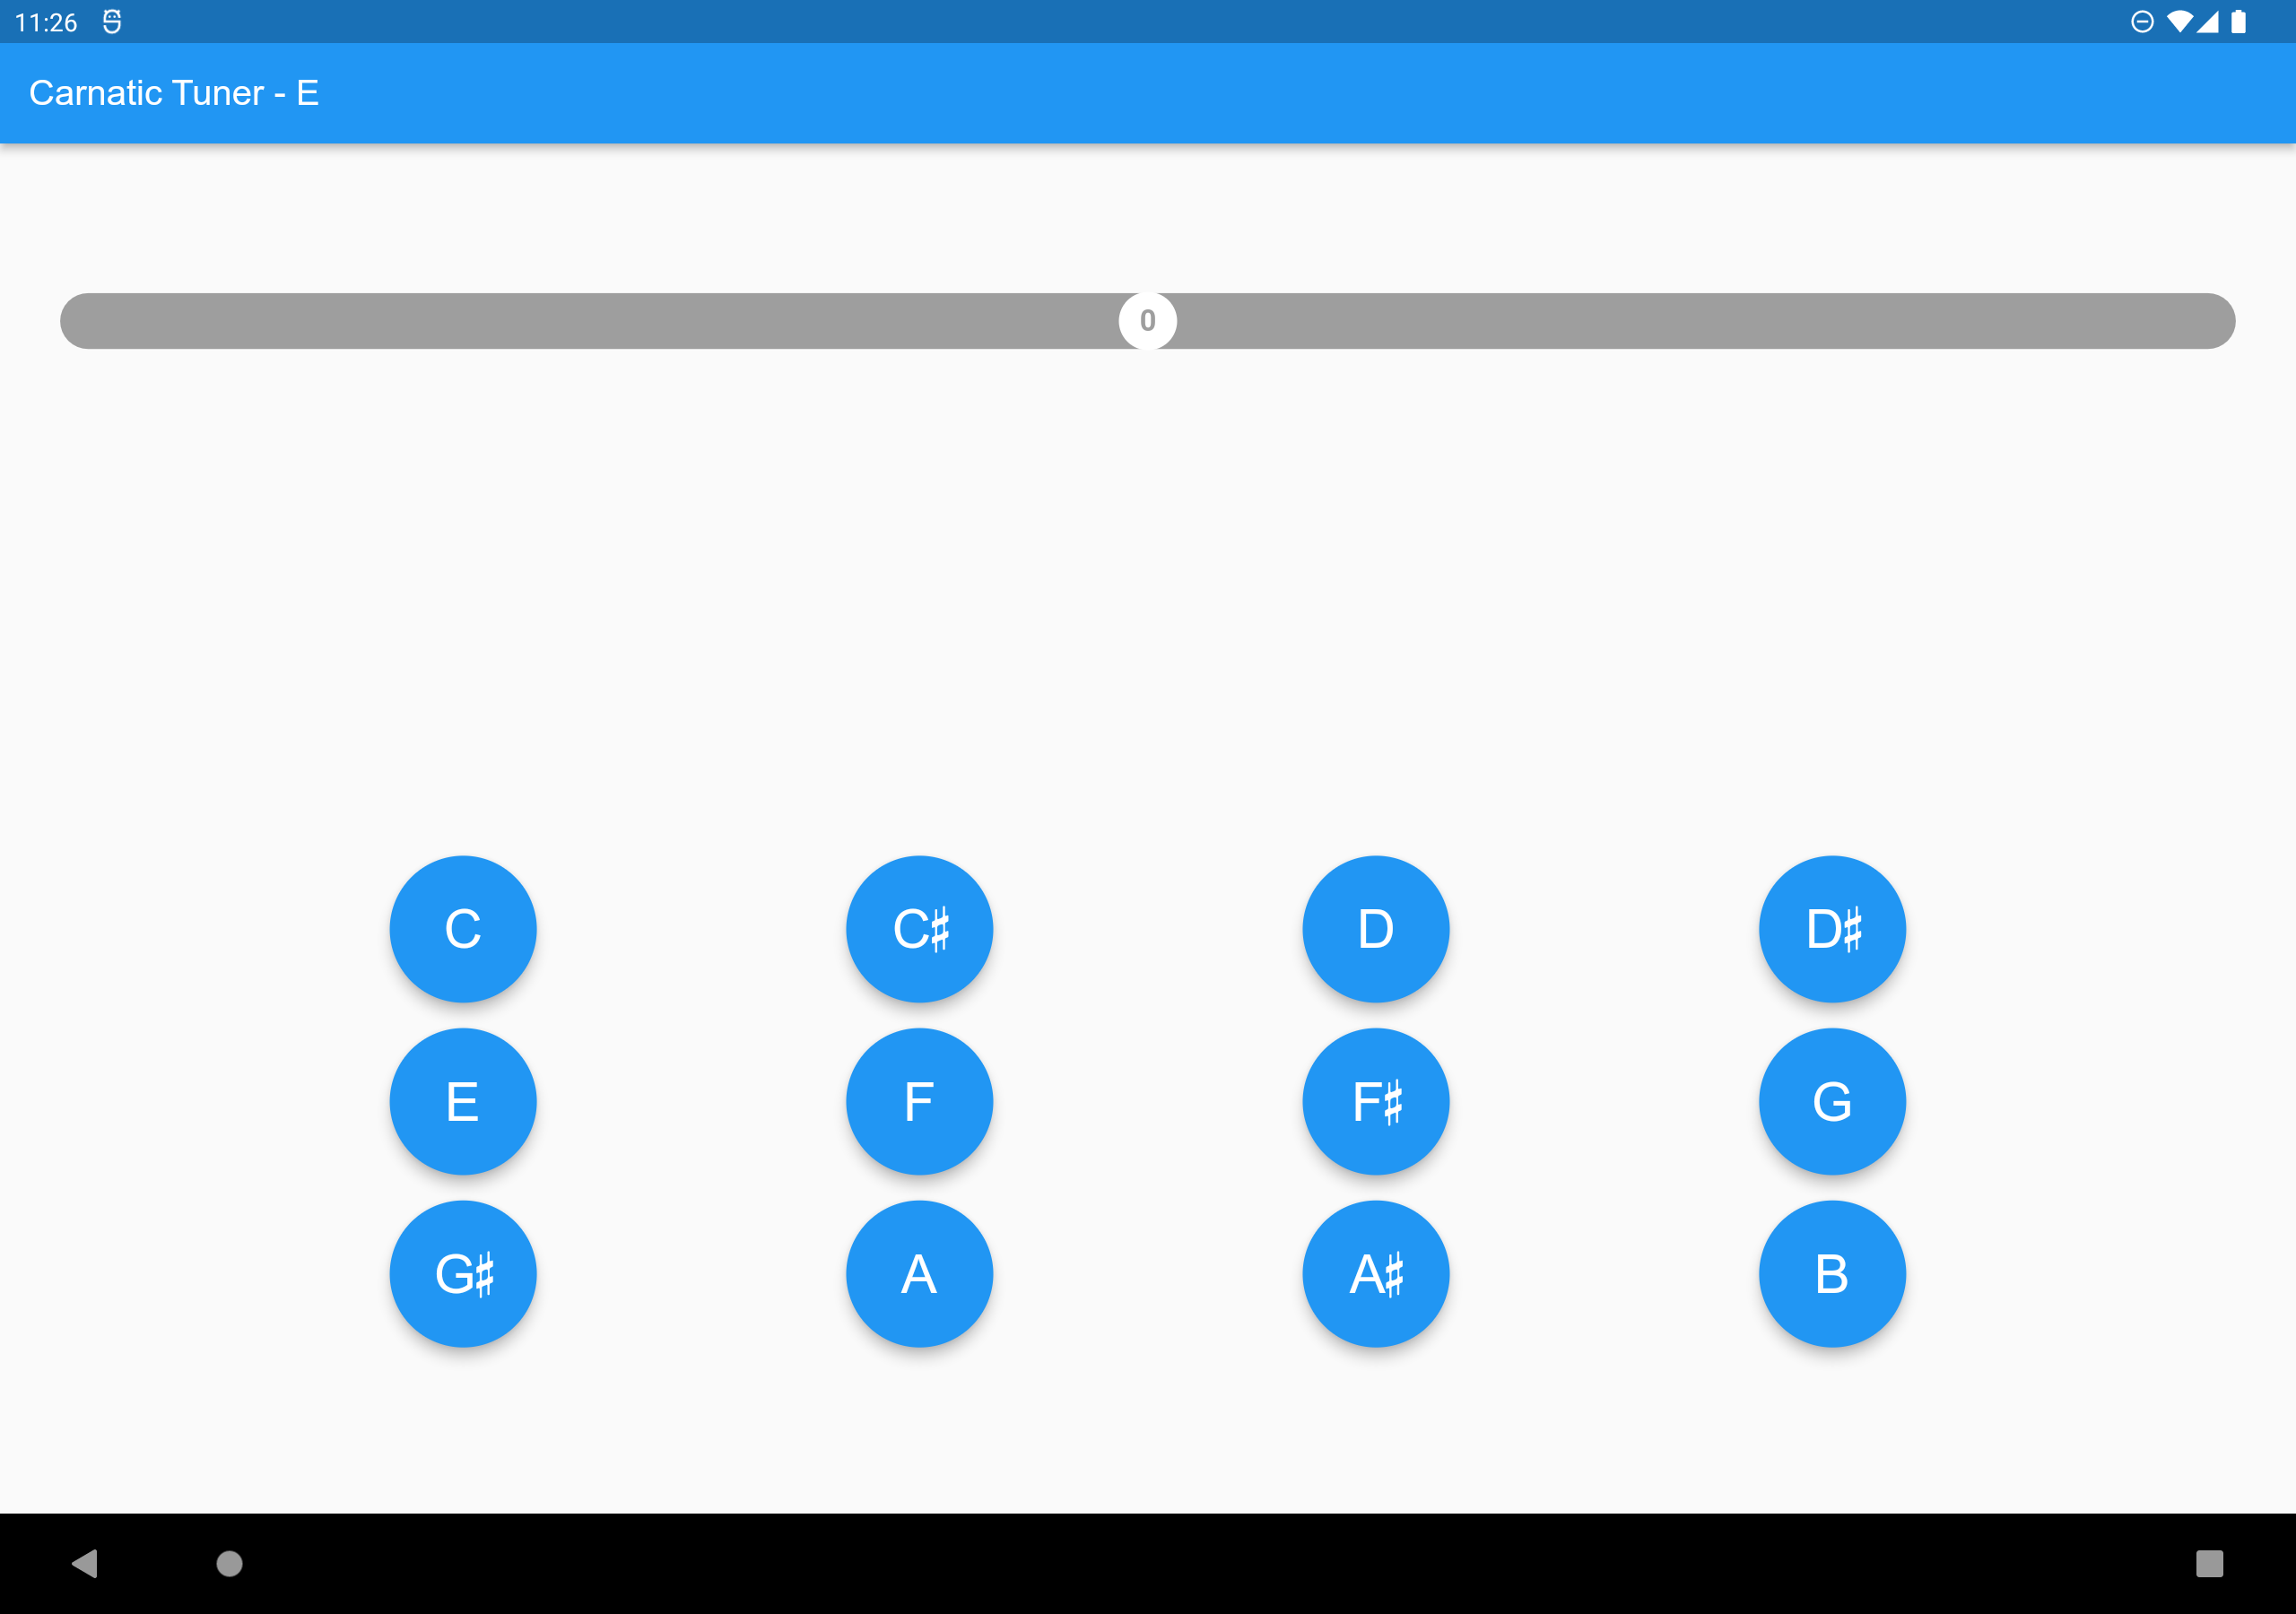 11:26
Carnatic Tuner - E
0
C C♯ D D♯
E F F♯ G
G♯ A A♯ B